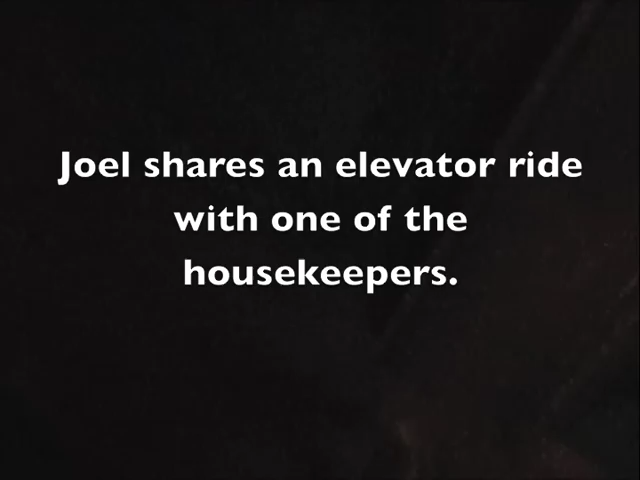 Joel shares an elevator ride
with one of the
housekeepers.